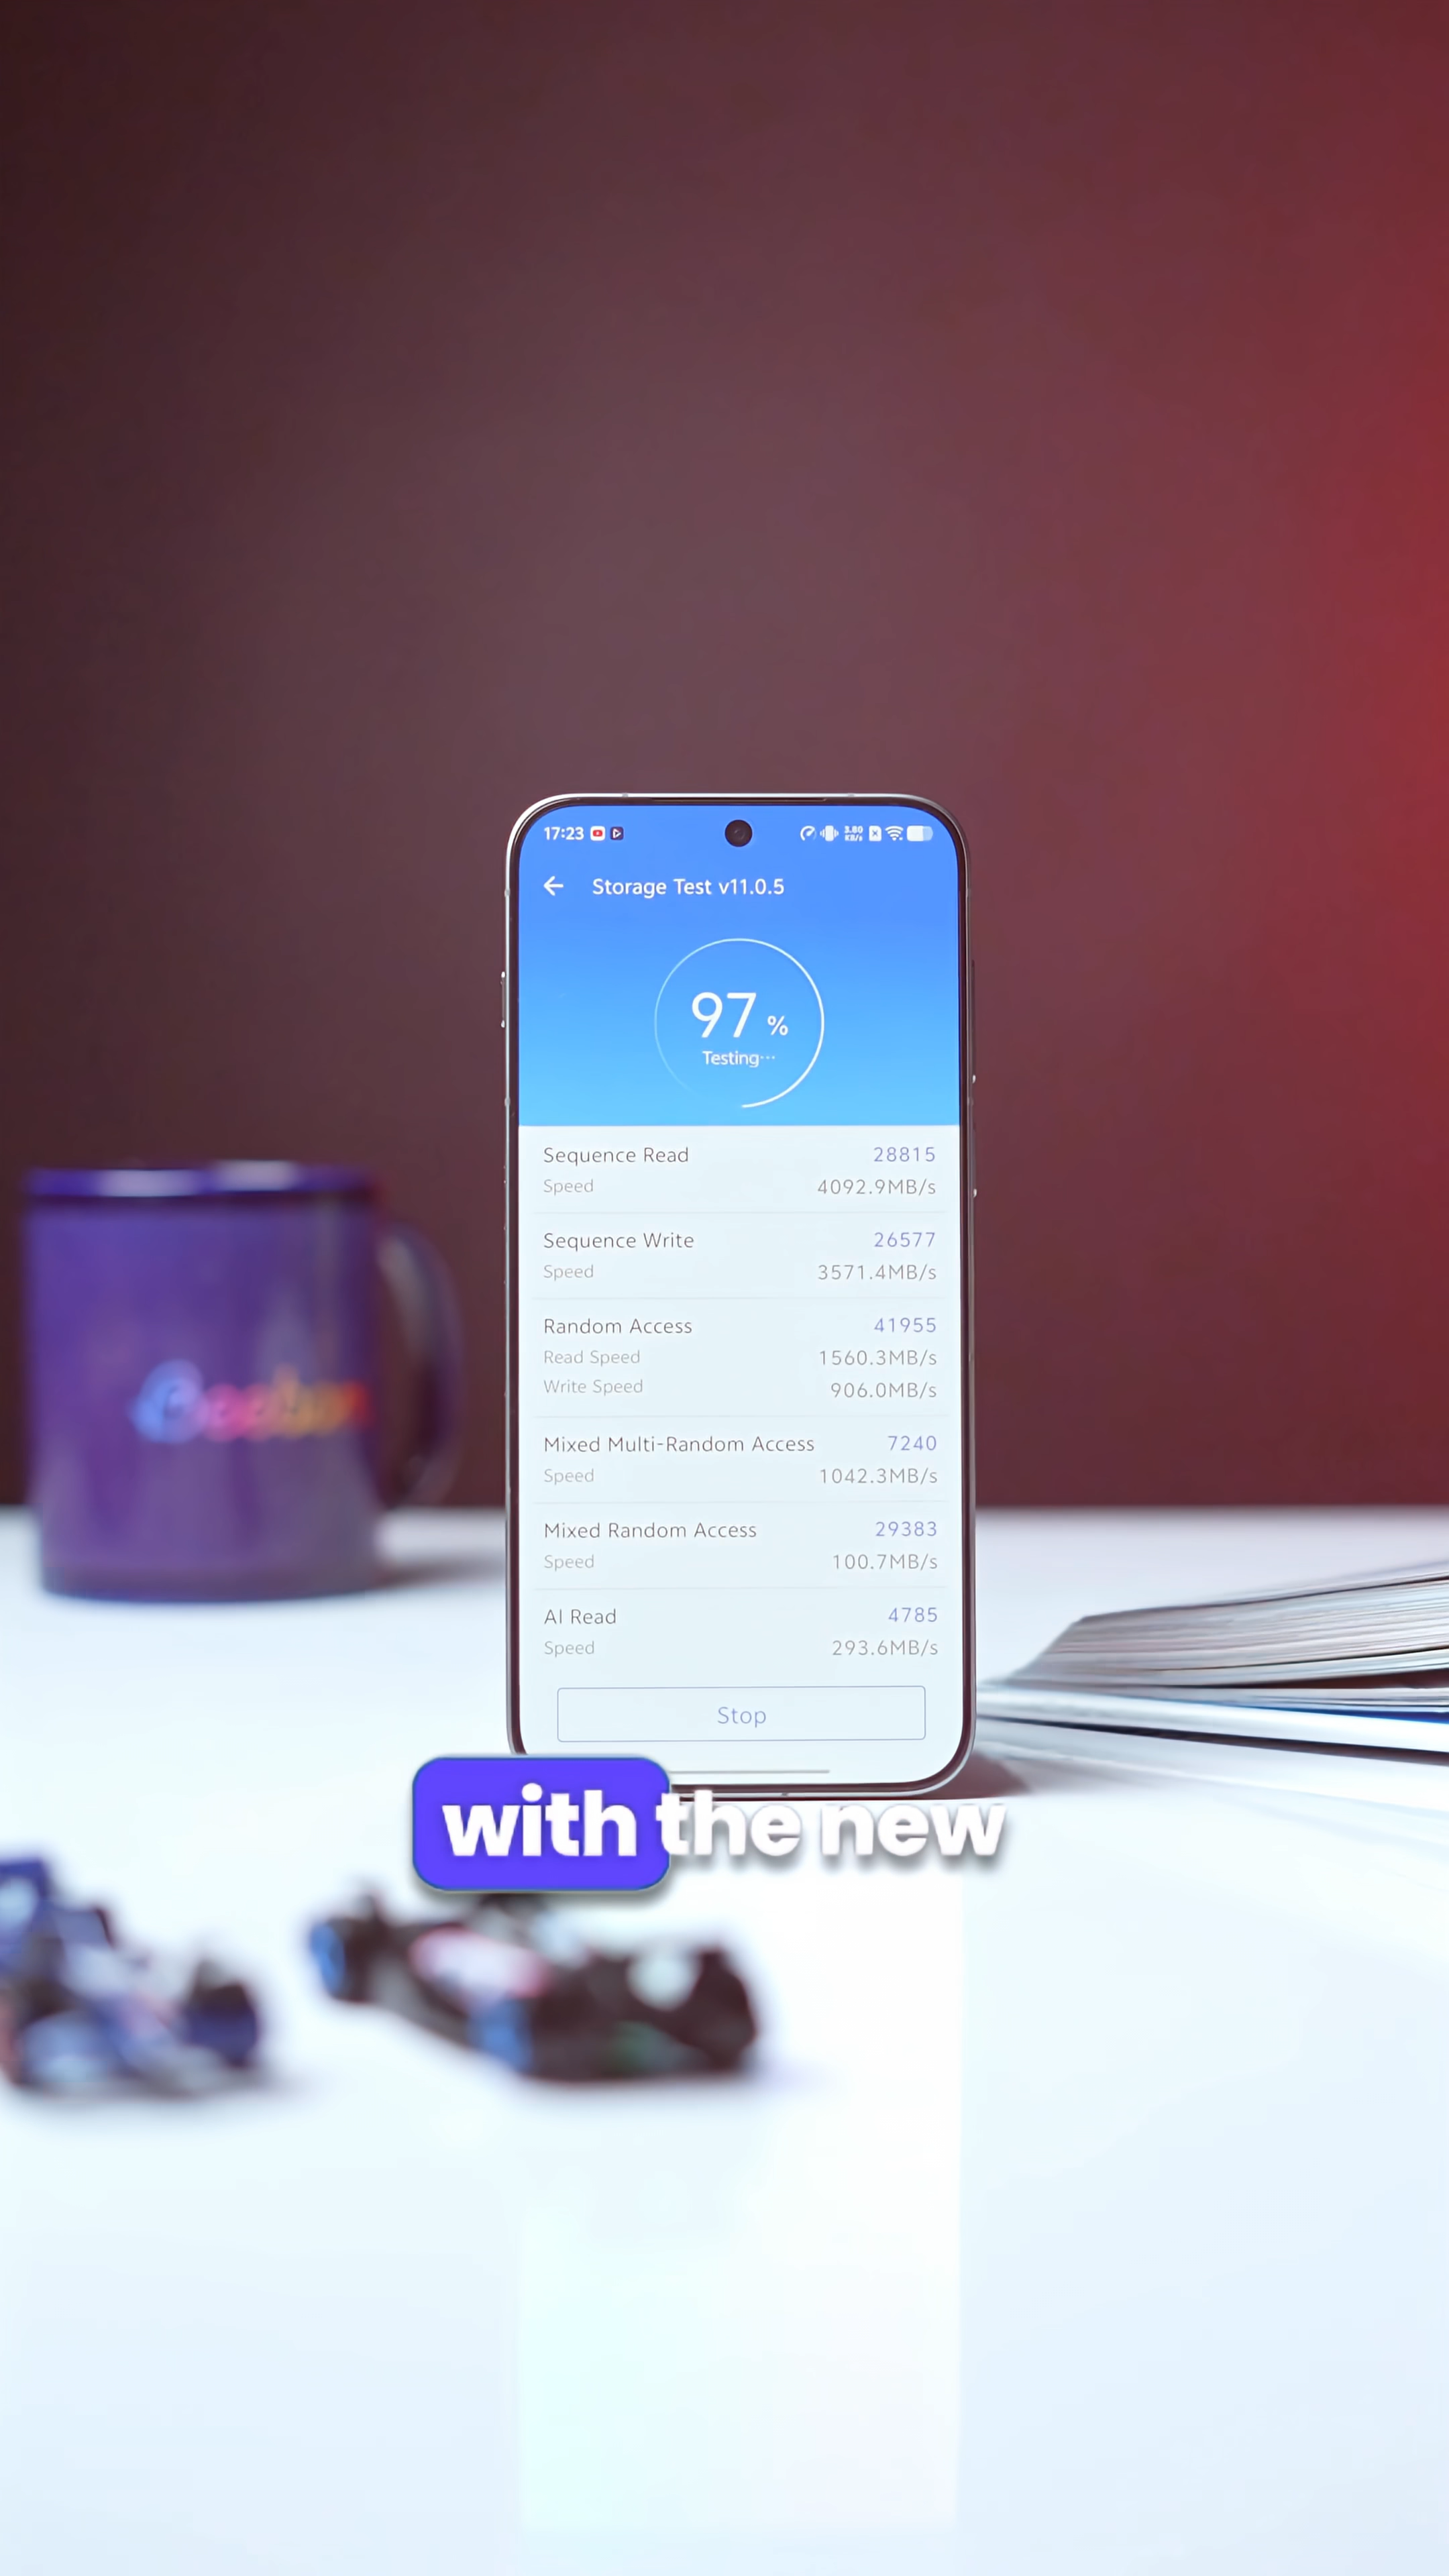 17:23
3.80
KB/s
Storage Test v11.0.5
97 %
Testing···
Sequence Read 28815
Speed 4092.9MB/s
Sequence Write 26577
Speed 3571.4MB/s
Random Access 41955
Read Speed 1560.3MB/s
Write Speed 906.0MB/s
Mixed Multi-Random Access 7240
Speed 1042.3MB/s
Mixed Random Access 29383
Speed 100.7MB/s
AI Read 4785
Speed 293.6MB/s
Stop
with the new